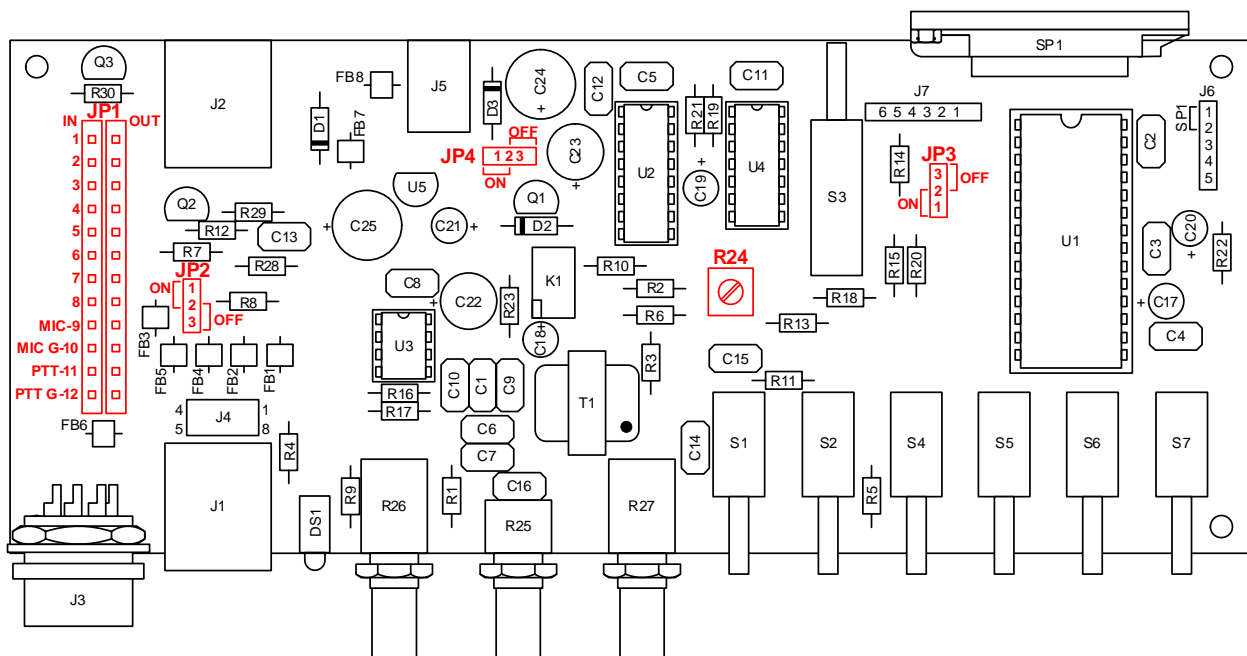 SP1
Q3
J2
FB8
J5
C24
+
C12
C5
C11
J6
R30
D3
R21
R19
J7
6 5 4 3 2 1
SP1
1
2
3
4
5
JP1
IN
OUT
D1
FB7
OFF
JP4
1 2 3
ON
C23
+
U2
U4
C19
+
S3
R14
JP3
3
2
1
OFF
ON
C2
U1
1
2
3
4
5
6
7
8
MIC-9
MIC G-10
PTT-11
PTT G-12
Q2
R29
R12
C13
R7
R28
U5
+
C25
C21
+
Q1
D2
C3
C20
+
R22
JP2
ON
1
2
3
OFF
R8
C8
+
C22
R23
K1
R10
R2
R6
R24
R15
R20
R18
R13
+
C17
C4
FB3
FB5
FB4
FB2
FB1
U3
C18
+
R3
C15
R11
R16
R17
C10
C1
C9
T1
4
5
J4
1
8
FB6
R4
C6
C7
C14
S1
S2
S4
S5
S6
S7
J1
R9
R26
R1
C16
R25
R27
R5
DS1
J3